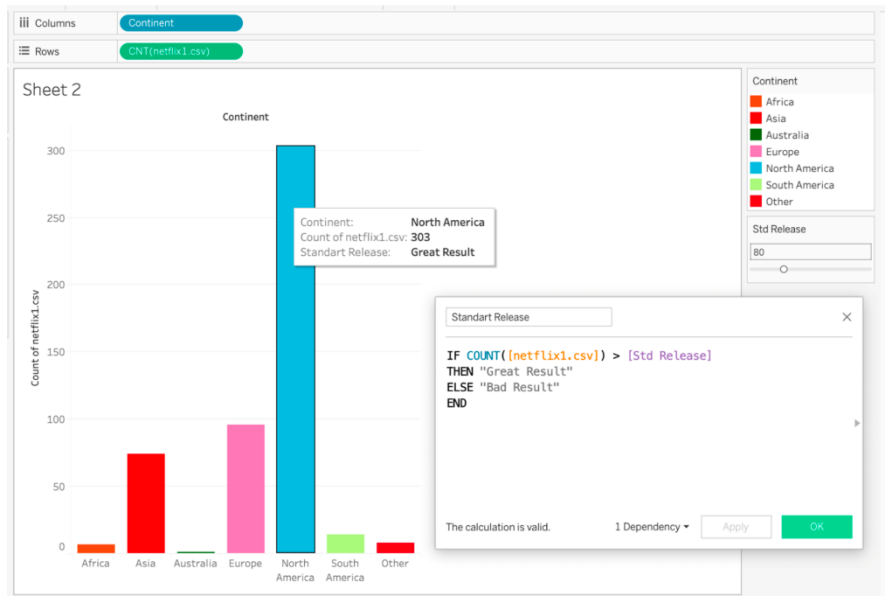 Columns
Continent
Rows
CNT(netflix1.csv)
Sheet 2
Continent
300
250
200
150
100
50
0
Count of netflix1.csv
Africa
Asia
Australia
Europe
North America
South America
Other
Continent: North America
Count of netflix1.csv: 303
Standart Release: Great Result
Continent
Africa
Asia
Australia
Europe
North America
South America
Other
Std Release
80
Standart Release
IF COUNT([netflix1.csv]) > [Std Release]
THEN "Great Result"
ELSE "Bad Result"
END
The calculation is valid.
1 Dependency
Apply
OK